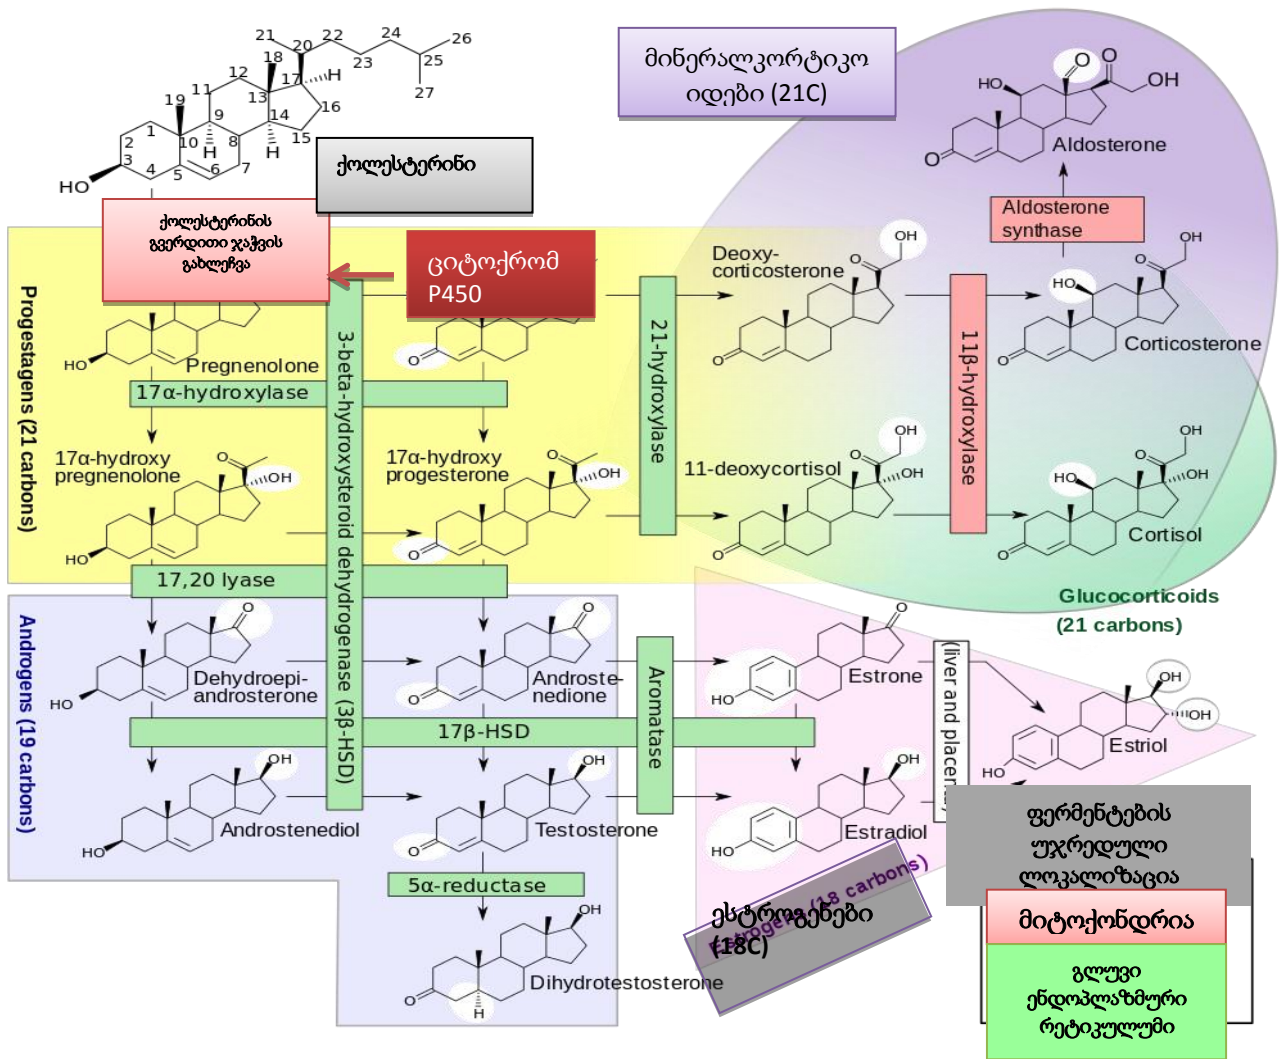 21
22
24
26
20
18
23
25
12
17
H
27
11
19
13
16
1
9
14
2
10
8
15
3
H
H
4
5
6
7
HO
ქოლესტერინი
მინერალკორტიკო
იდები (21C)
O
O
HO
OH
O
Aldosterone
Aldosterone
synthase
ქოლესტერინის
გვერდითი ჯაჭვის
გახლეჩვა
ციტოქრომ
P450
Progestagens (21 carbons)
HO
Pregnenolone
O
3-beta-hydroxysteroid dehydrogenase (3β-HSD)
21-hydroxylase
Deoxy-
corticosterone
OH
O
O
11β-hydroxylase
OH
O
HO
O
Corticosterone
17α-hydroxylase
17α-hydroxy
pregnenolone
O
OH
HO
17α-hydroxy
progesterone
O
OH
O
11-deoxycortisol
OH
O
OH
O
OH
O
HO
OH
O
Cortisol
Glucocorticoids
(21 carbons)
17,20 lyase
Androgens (19 carbons)
O
HO
Dehydroepi-
androsterone
O
O
Androste-
nedione
Aromatase
O
HO
Estrone
(liver and placenta)
OH
OH
HO
Estriol
17β-HSD
OH
HO
Androstenediol
OH
O
Testosterone
OH
HO
Estradiol
5α-reductase
OH
O
H
Dihydrotestosterone
Estrogens (18 carbons)
ესტროგენები
(18C)
ფერმენტების
უჯრედული
ლოკალიზაცია
მიტოქონდრია
გლუვი
ენდოპლაზმური
რეტიკულუმი